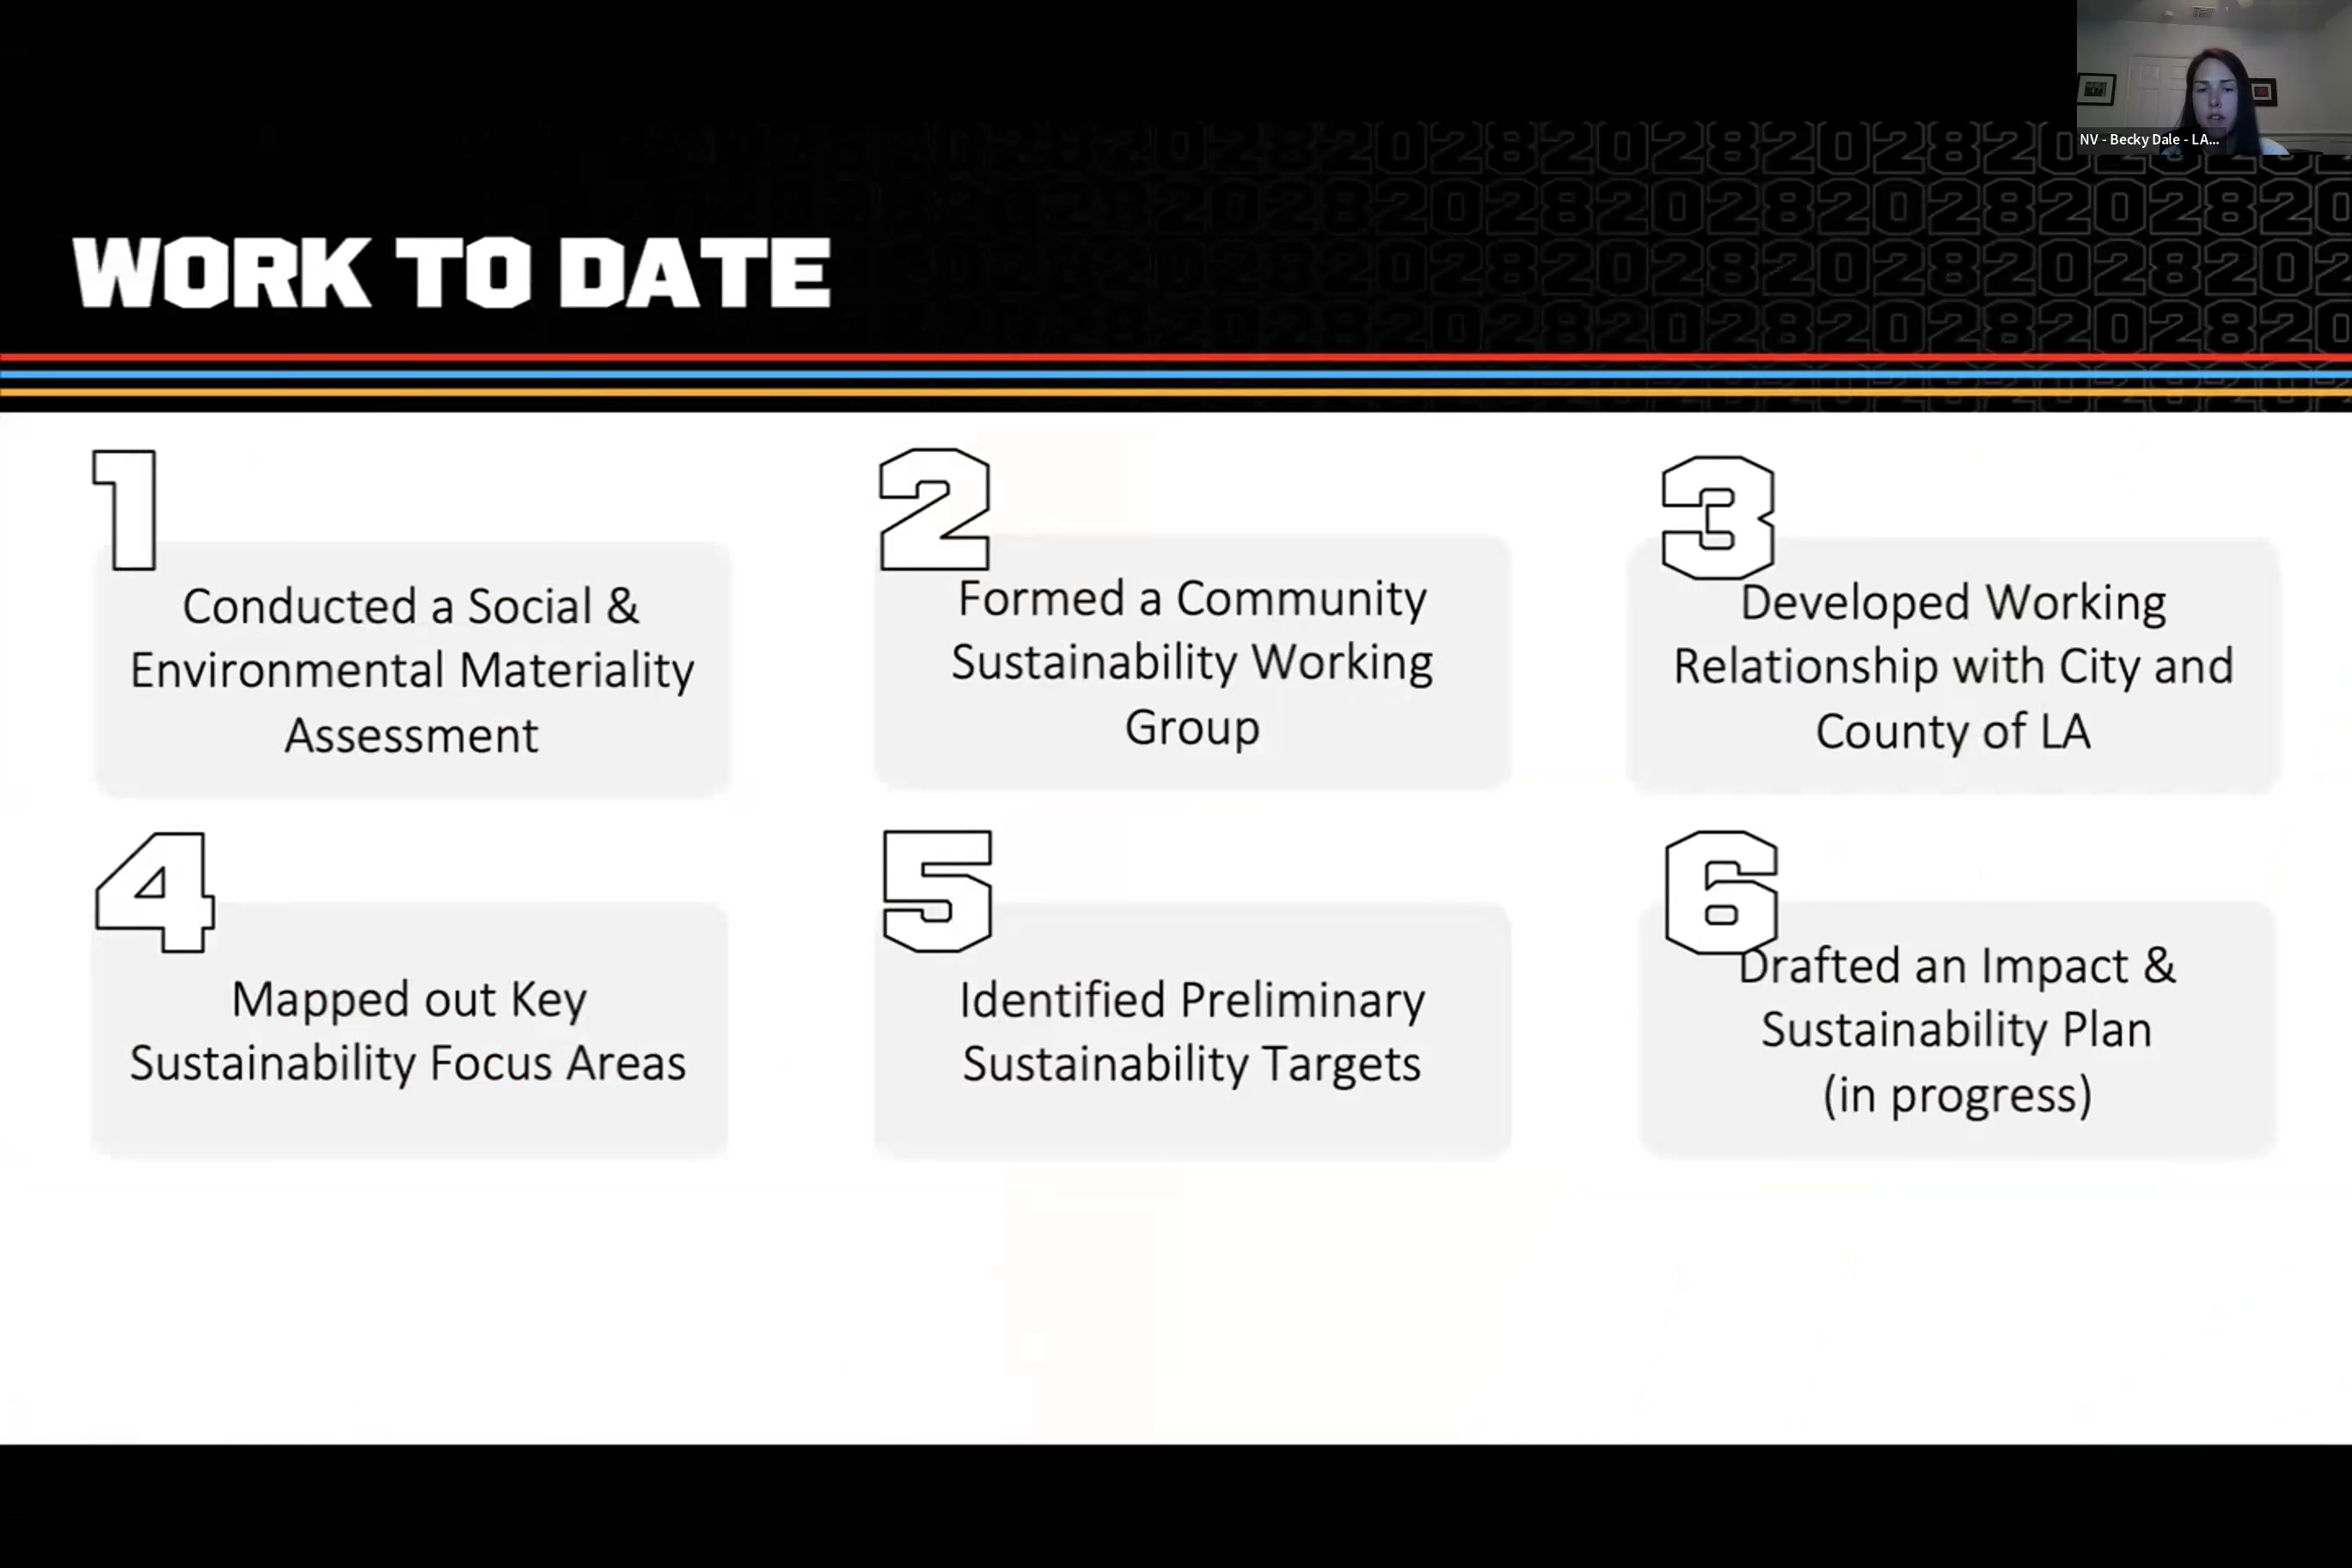 NV - Becky Dale - LA...
WORK TO DATE
1
Conducted a Social &
Environmental Materiality
Assessment
2
Formed a Community
Sustainability Working
Group
3
Developed Working
Relationship with City and
County of LA
4
Mapped out Key
Sustainability Focus Areas
5
Identified Preliminary
Sustainability Targets
6
Drafted an Impact &
Sustainability Plan
(in progress)